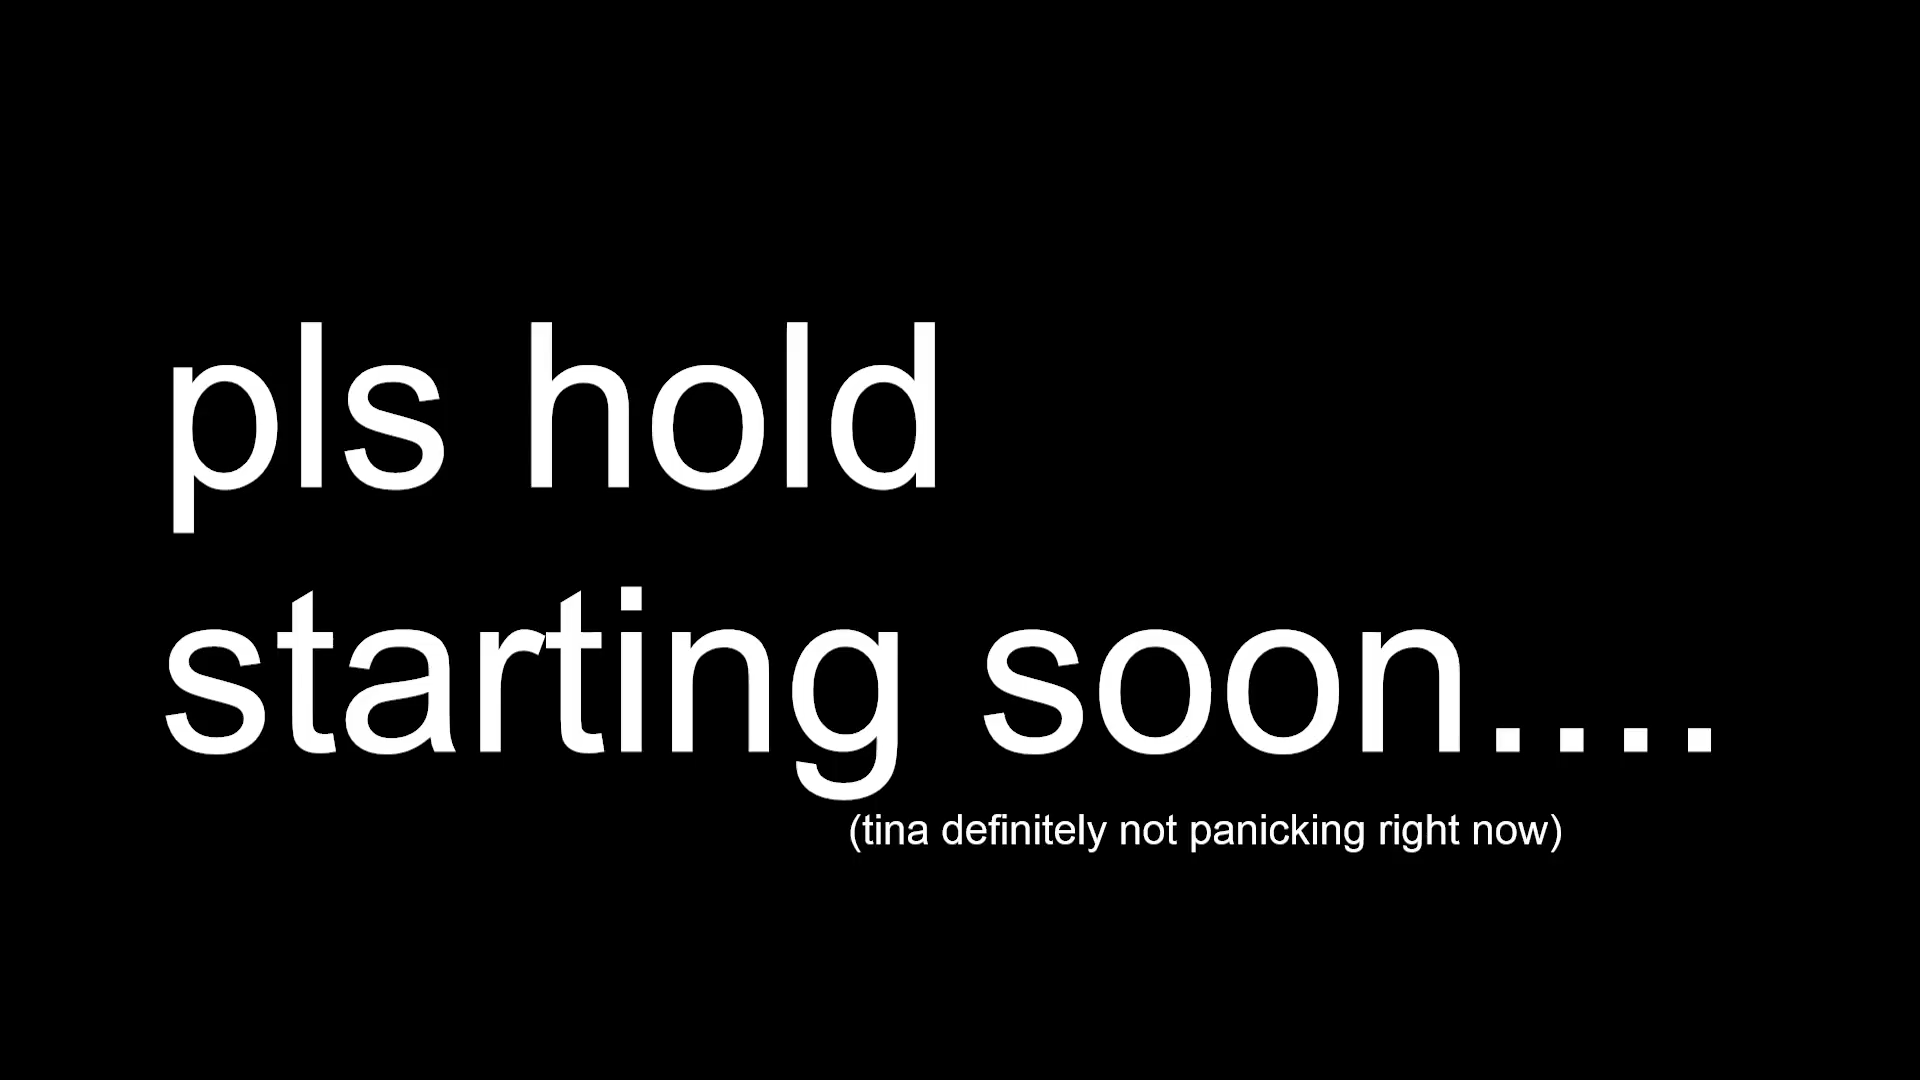 pls hold
starting soon....
(tina definitely not panicking right now)